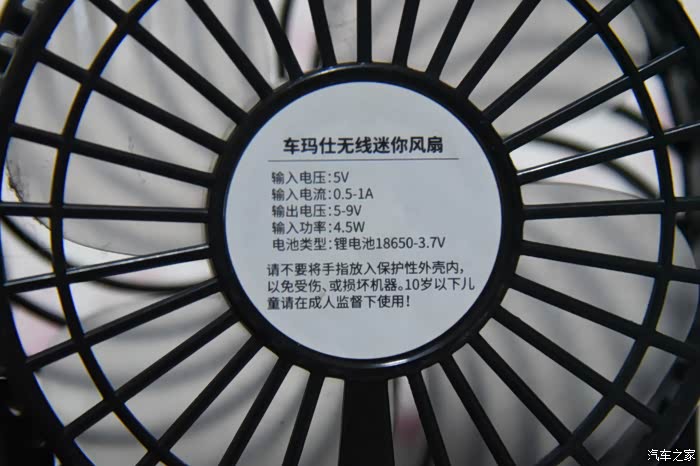 车玛仕无线迷你风扇
输入电压:5V
输入电流:0.5-1A
输出电压:5-9V
输入功率:4.5W
电池类型:锂电池18650-3.7V
请不要将手指放入保护性外壳内,
以免受伤、或损坏机器。10岁以下儿
童请在成人监督下使用!
汽车之家